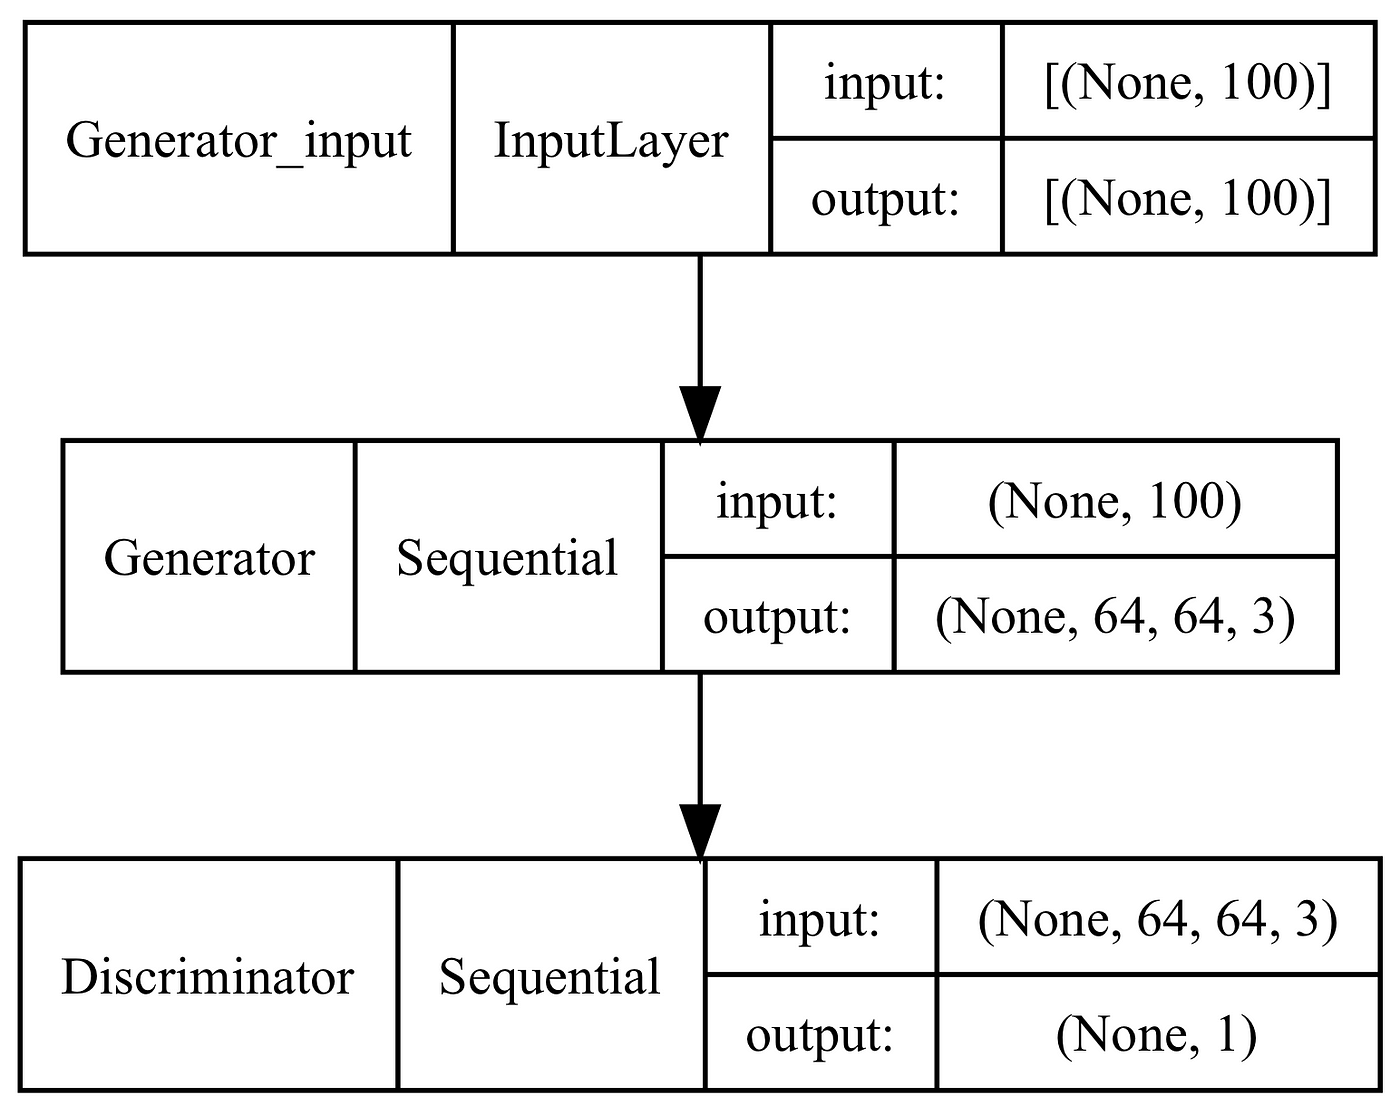 Generator_input
InputLayer
input:
[(None, 100)]
output:
[(None, 100)]
Generator
Sequential
input:
(None, 100)
output:
(None, 64, 64, 3)
Discriminator
Sequential
input:
(None, 64, 64, 3)
output:
(None, 1)